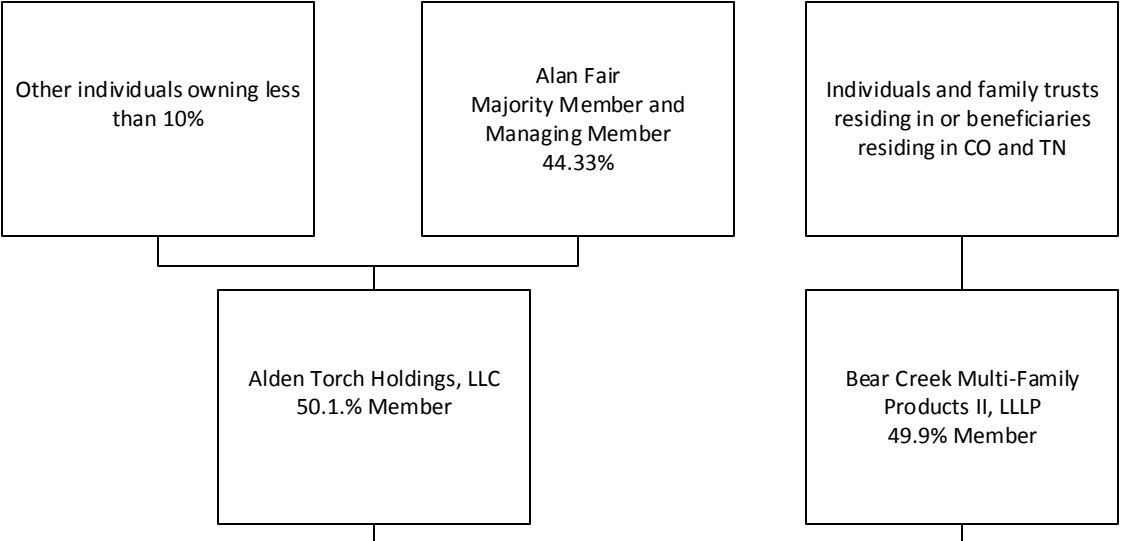 Other individuals owning less
than 10%
Alan Fair
Majority Member and
Managing Member
44.33%
Individuals and family trusts
residing in or beneficiaries
residing in CO and TN
Alden Torch Holdings, LLC
50.1.% Member
Bear Creek Multi-Family
Products II, LLLP
49.9% Member